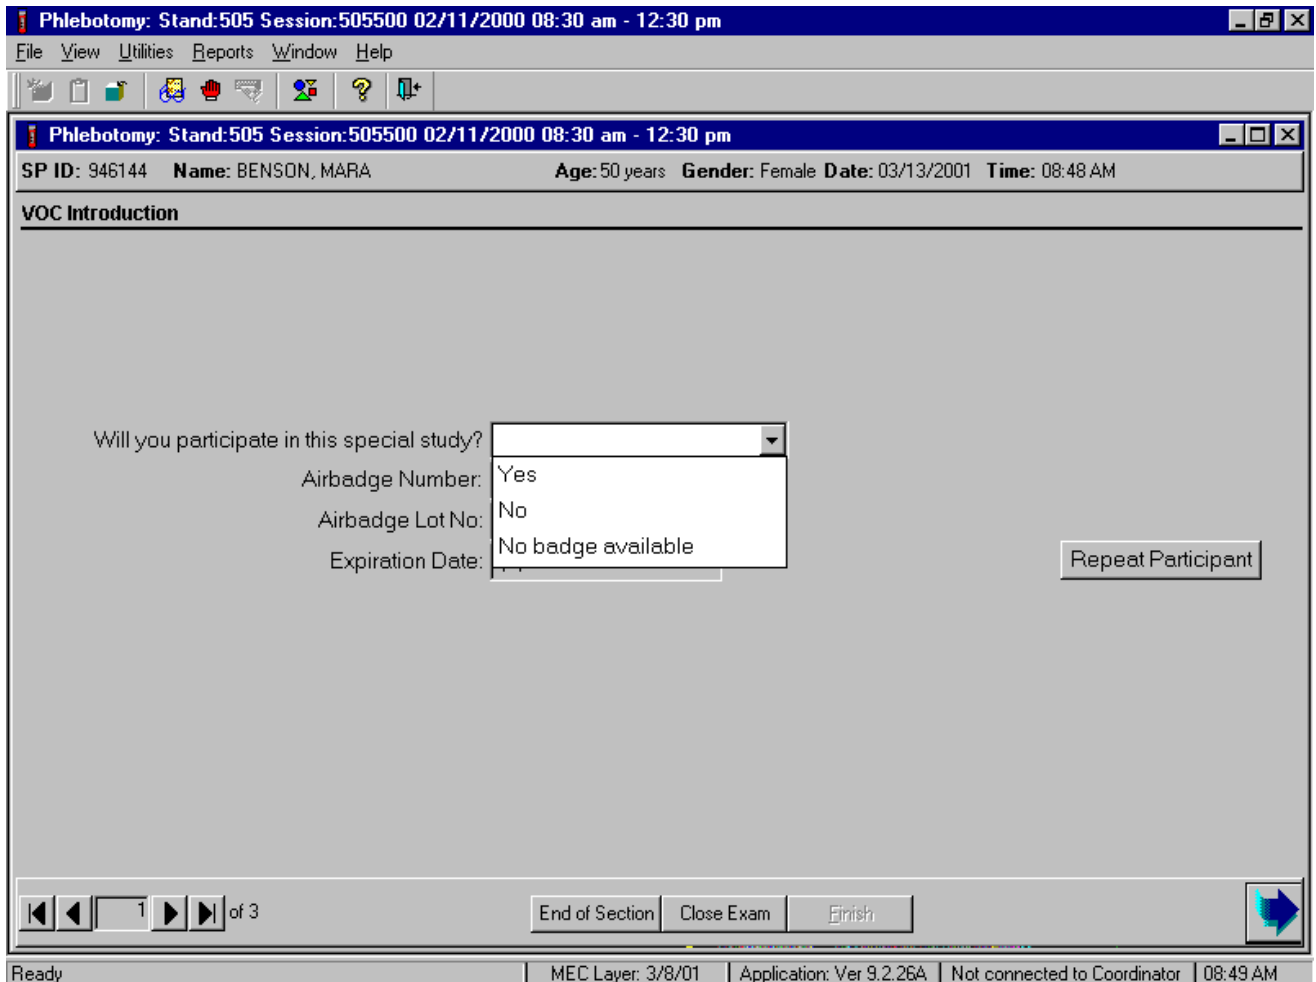 Phlebotomy: Stand:505 Session:505500 02/11/2000 08:30 am - 12:30 pm
File View Utilities Reports Window Help
Phlebotomy: Stand:505 Session:505500 02/11/2000 08:30 am - 12:30 pm
SP ID: 946144 Name: BENSON, MARA Age: 50 years Gender: Female Date: 03/13/2001 Time: 08:48 AM
VOC Introduction
Will you participate in this special study?
Airbadge Number: Yes
Airbadge Lot No: No
No badge available
Expiration Date:
Repeat Participant
1 of 3 End of Section Close Exam Finish
Ready MEC Layer: 3/8/01 Application: Ver 9.2.26A Not connected to Coordinator 08:49 AM